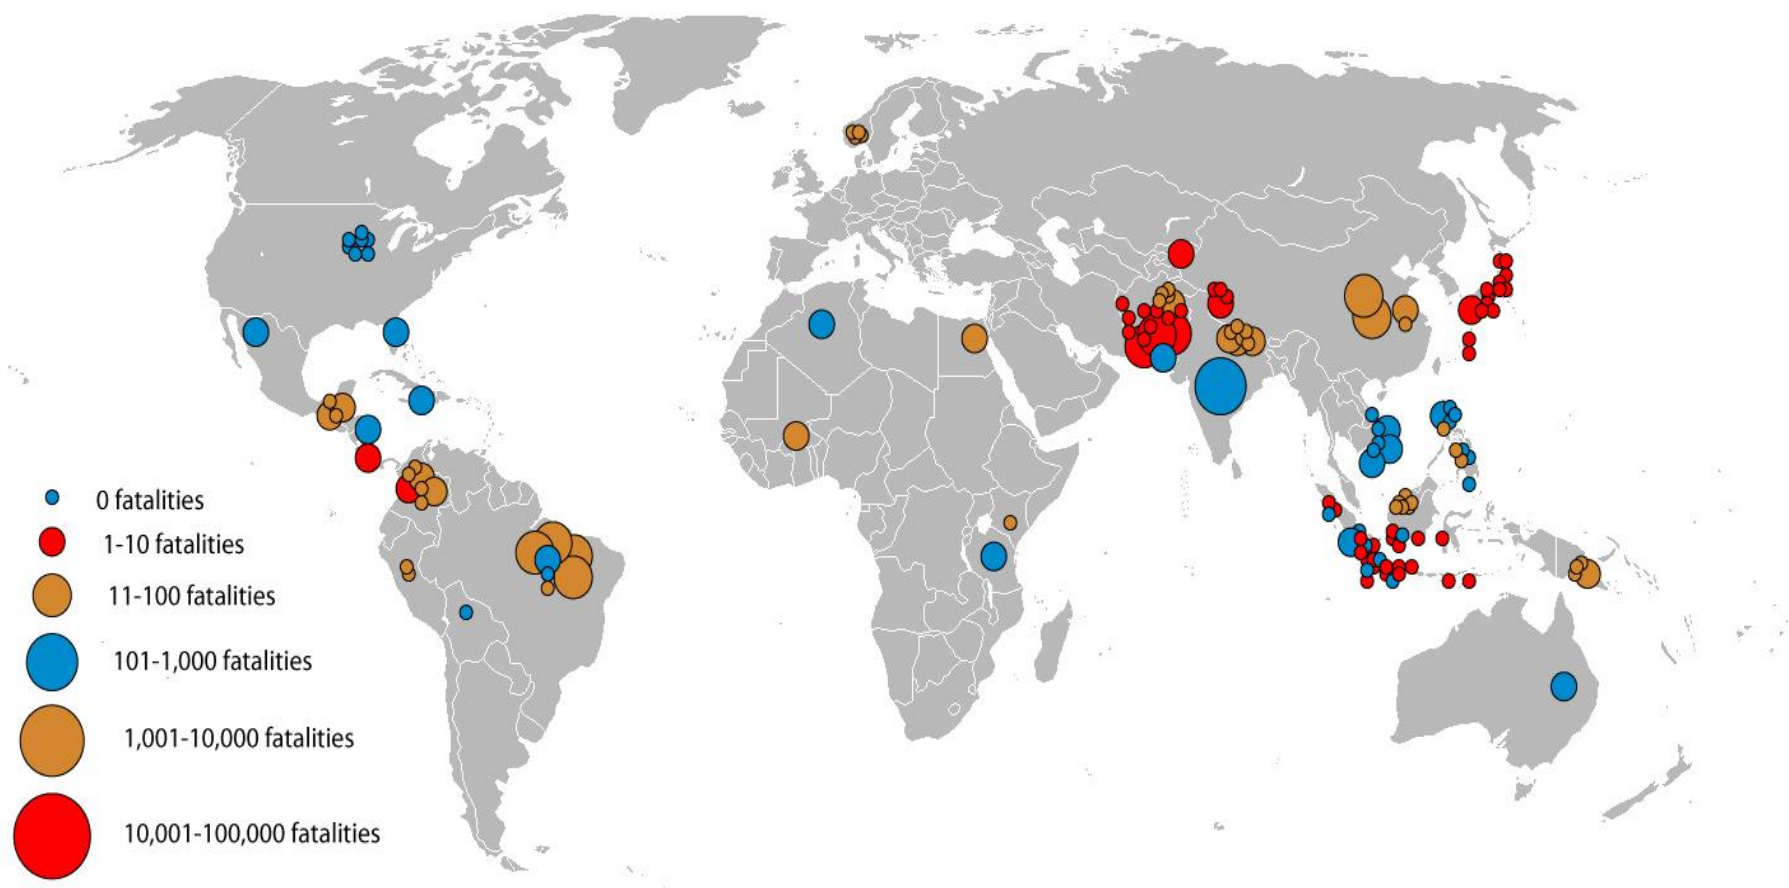 0 fatalities
1-10 fatalities
11-100 fatalities
101-1,000 fatalities
1,001-10,000 fatalities
10,001-100,000 fatalities